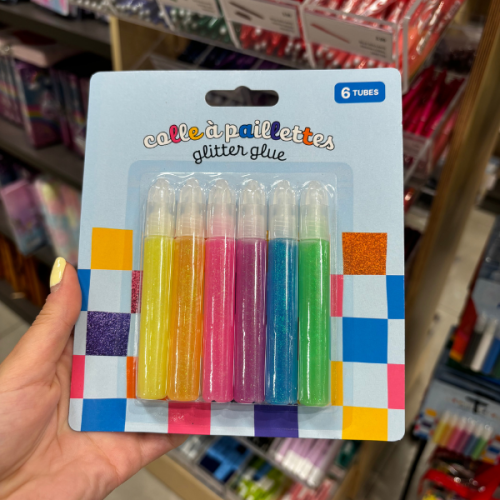 6 TUBES
colle à paillettes
glitter glue